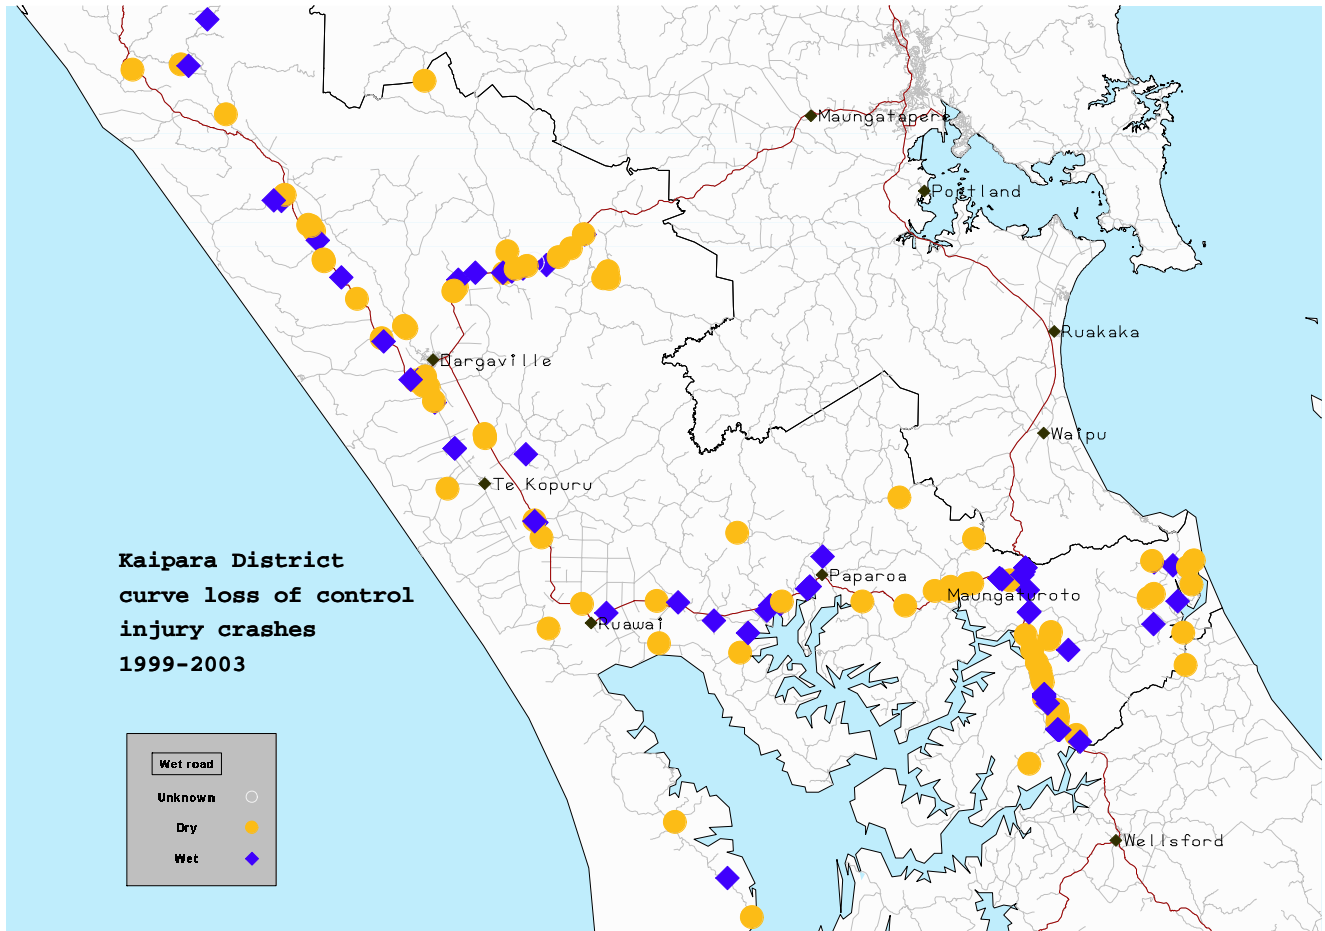 Maungatapere
Portland
Ruakaka
Dargaville
Waipu
Te Kopuru
Kaipara District
curve loss of control
injury crashes
1999-2003
Paparoa
Maungaturoto
Ruawai
Wet road
Unknown
Dry
Wet
Wellsford